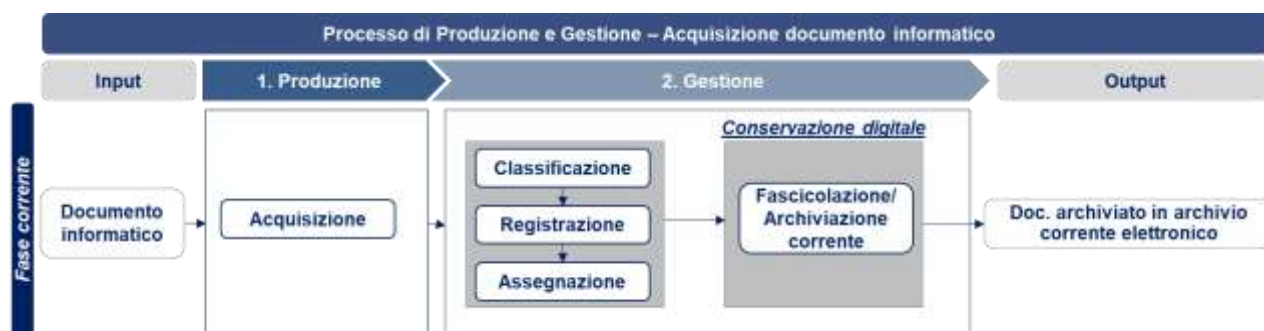 Processo di Produzione e Gestione – Acquisizione documento informatico
Input
1. Produzione
2. Gestione
Output
Fase corrente
Documento
informatico
Acquisizione
Classificazione
Registrazione
Assegnazione
Conservazione digitale
Fascicolazione/
Archiviazione
corrente
Doc. archiviato in archivio
corrente elettronico